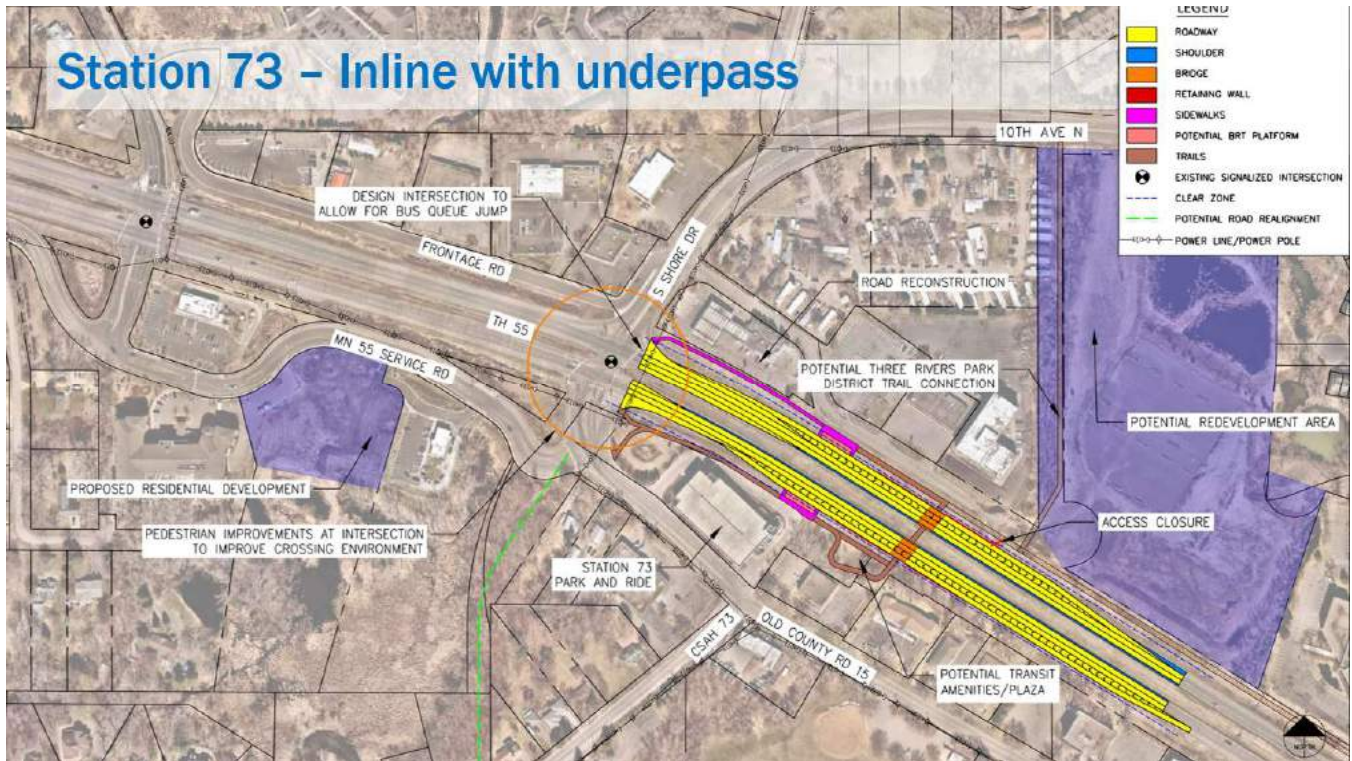 Station 73 – Inline with underpass
LEGEND
ROADWAY
SHOULDER
BRIDGE
RETAINING WALL
SIDEWALKS
POTENTIAL BRT PLATFORM
TRAILS
EXISTING SIGNALIZED INTERSECTION
CLEAR ZONE
POTENTIAL ROAD REALIGNMENT
POWER LINE/POWER POLE
10TH AVE N
DESIGN INTERSECTION TO
ALLOW FOR BUS QUEUE JUMP
FRONTAGE RD
S SHORE DR
ROAD RECONSTRUCTION
TH 55
MN 55 SERVICE RD
POTENTIAL THREE RIVERS PARK
DISTRICT TRAIL CONNECTION
POTENTIAL REDEVELOPMENT AREA
PROPOSED RESIDENTIAL DEVELOPMENT
PEDESTRIAN IMPROVEMENTS AT INTERSECTION
TO IMPROVE CROSSING ENVIRONMENT
ACCESS CLOSURE
STATION 73
PARK AND RIDE
CSAH 73
OLD COUNTY RD 15
POTENTIAL TRANSIT
AMENITIES/PLAZA